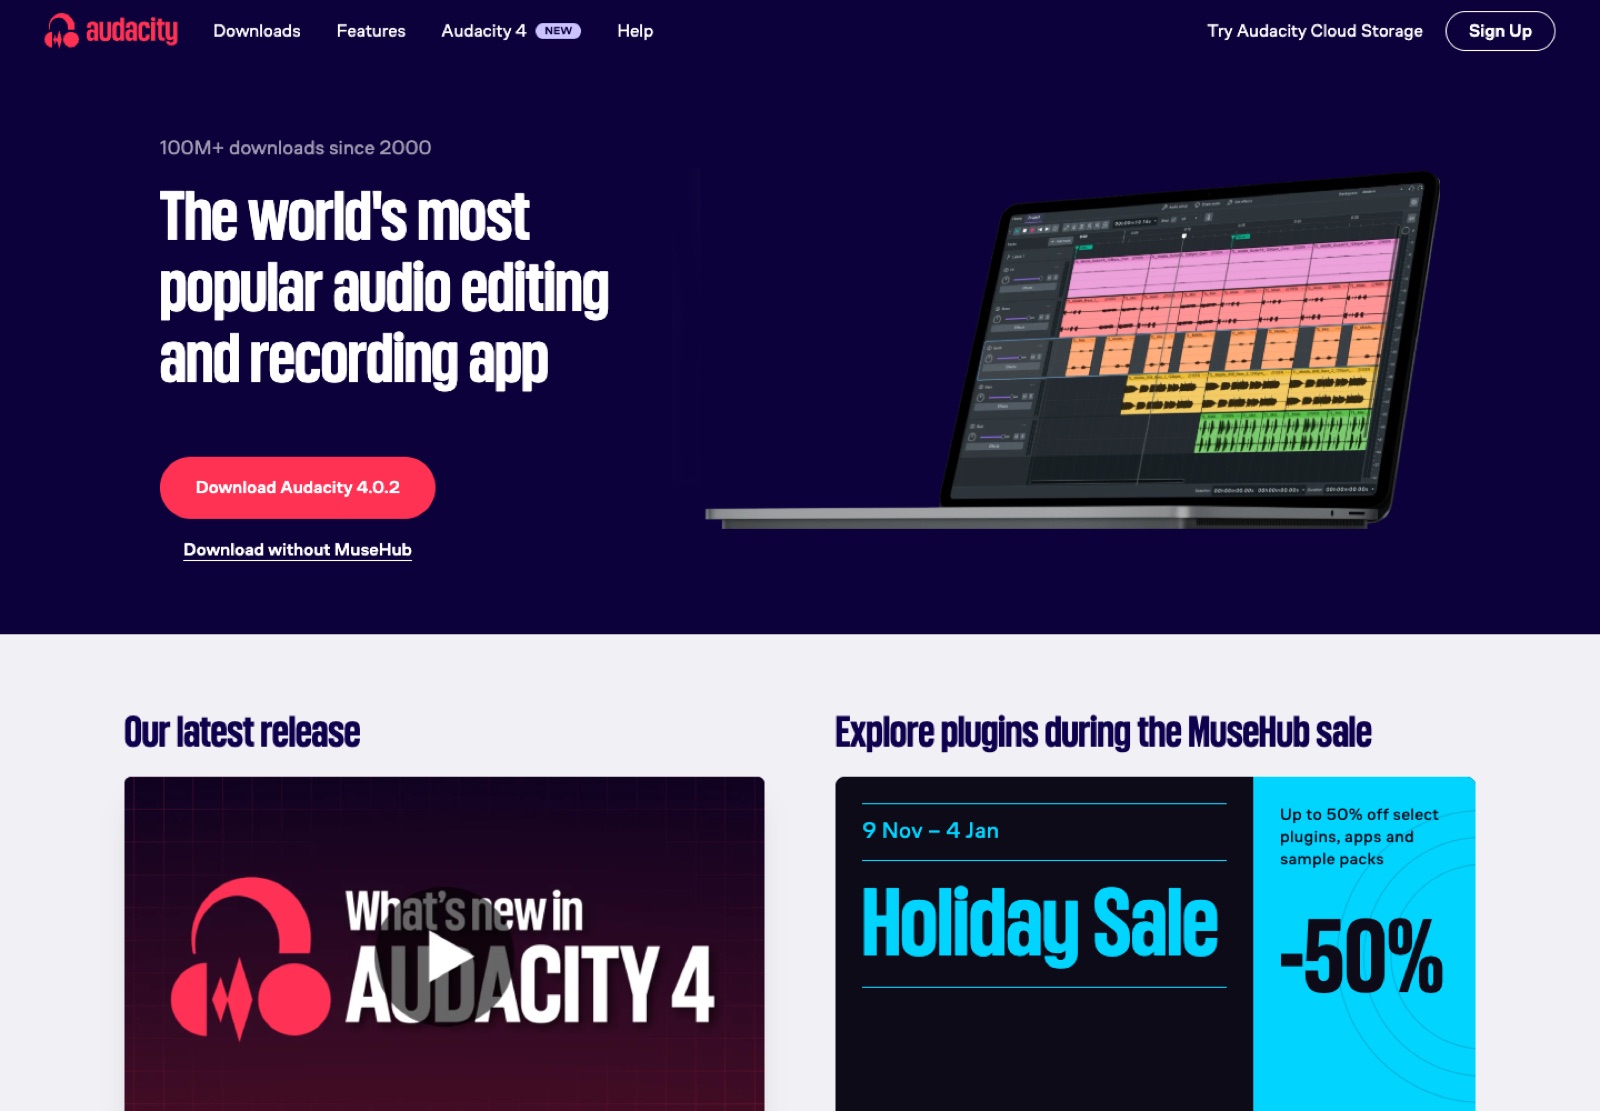 audacity
Downloads
Features
Audacity 4 NEW
Help
Try Audacity Cloud Storage
Sign Up
100M+ downloads since 2000
The world's most
popular audio editing
and recording app
Download Audacity 4.0.2
Download without MuseHub
Our latest release
What's new in
AUDACITY 4
Explore plugins during the MuseHub sale
9 Nov – 4 Jan
Holiday Sale
Up to 50% off select
plugins, apps and
sample packs
-50%